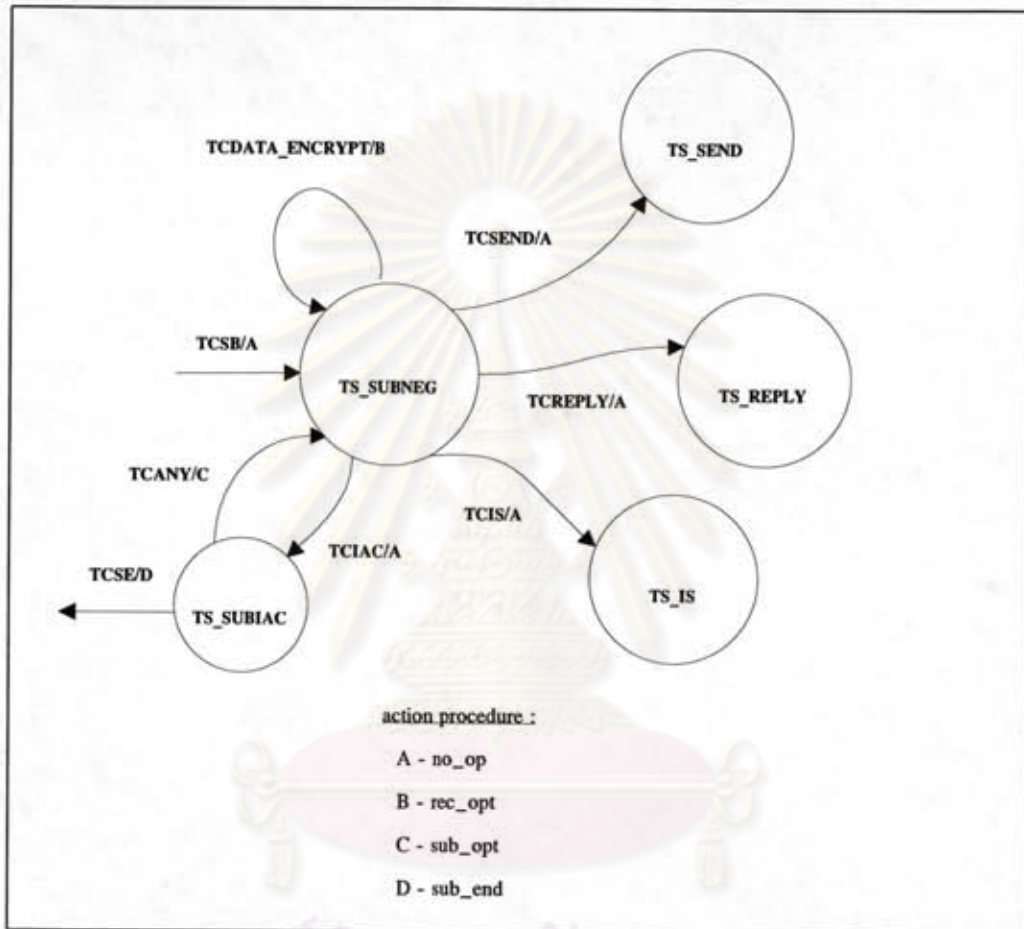 TS_SEND
TCDATA_ENCRYPT/B
TCSEND/A
TCSB/A
TS_SUBNEG
TS_REPLY
TCREPLY/A
TCANY/C
TCIS/A
TCIAC/A
TCSE/D
TS_SUBIAC
TS_IS
action procedure :
A - no_op
B - rec_opt
C - sub_opt
D - sub_end